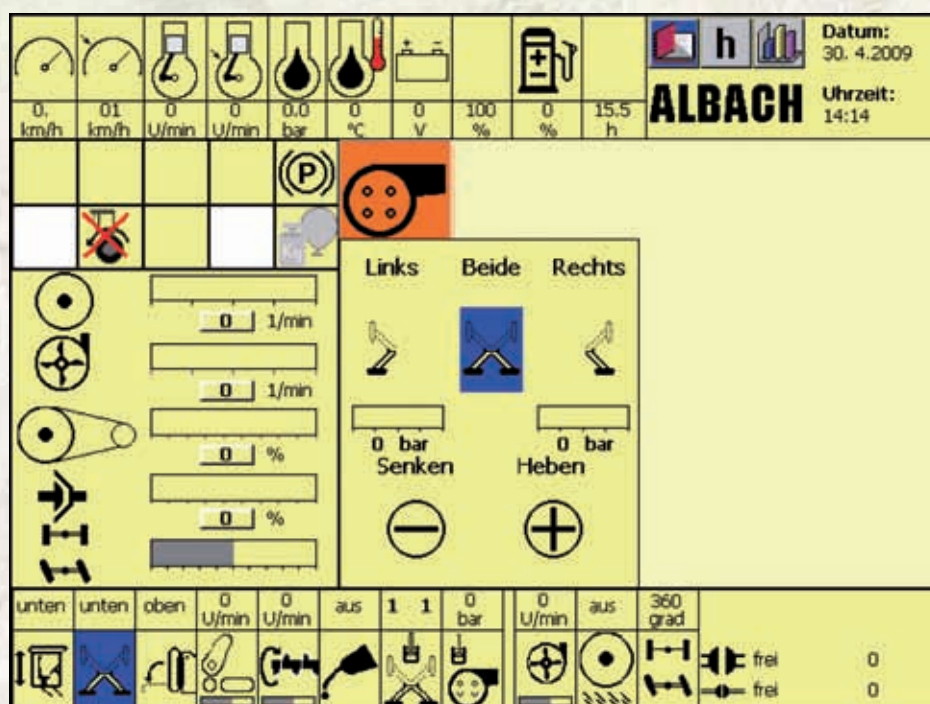 h
Datum:
30. 4.2009
ALBACH
Uhrzeit:
14:14
0. 01 0 0 0.0 0 0 100 0 15.5
km/h km/h U/min U/min bar °C V % % h
P
Links Beide Rechts
0 1/min
0 1/min
0 bar 0 bar
0 %
Senken Heben
0 %
unten unten oben 0 U/min 0 U/min aus 1 1 0 bar 0 U/min aus 360 grad
frei 0
frei 0